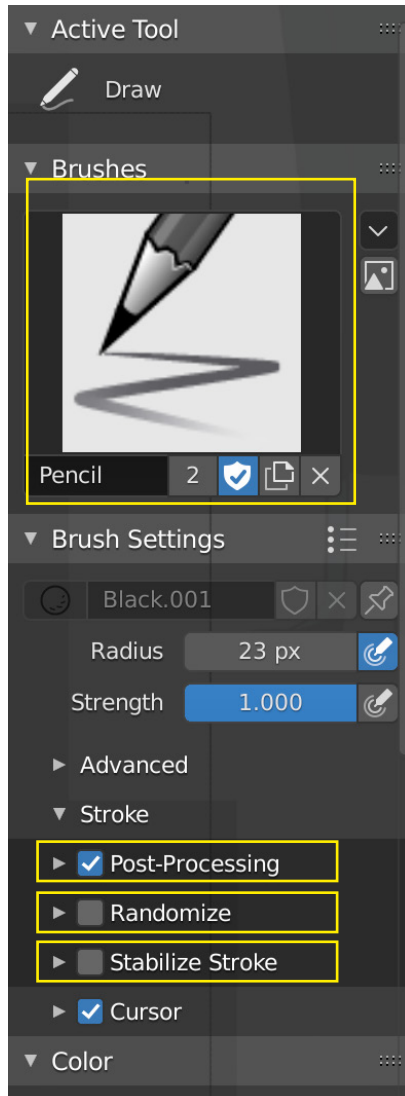 Active Tool
Draw
Brushes
Pencil 2
Brush Settings
Black.001
Radius 23 px
Strength 1.000
Advanced
Stroke
Post-Processing
Randomize
Stabilize Stroke
Cursor
Color